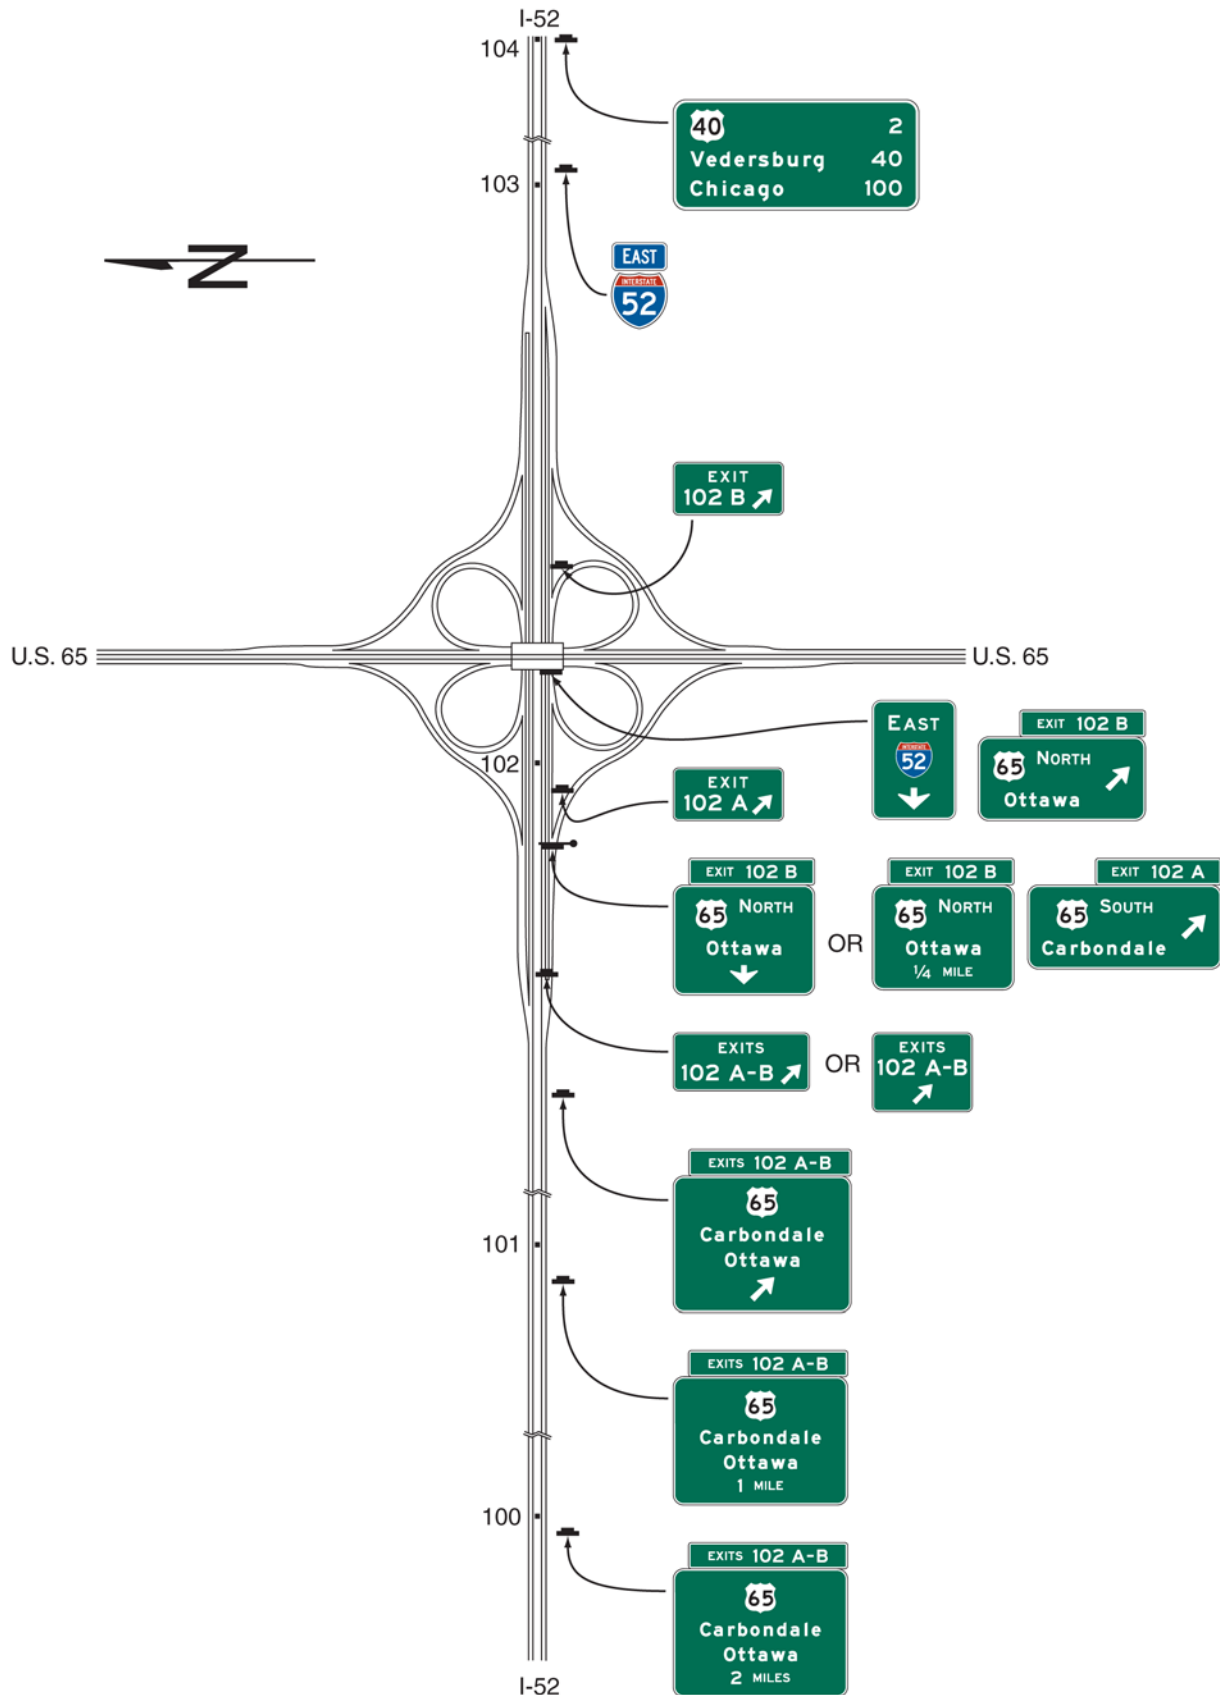 I-52
104
40 2
Vedersburg 40
Chicago 100
103
N
EAST
INTERSTATE
52
EXIT
102 B
U.S. 65
U.S. 65
EAST
INTERSTATE
52
EXIT 102 B
65 NORTH
Ottawa
102
EXIT
102 A
EXIT 102 B
65 NORTH
Ottawa
OR
EXIT 102 B
65 NORTH
Ottawa
1/4 MILE
EXIT 102 A
65 SOUTH
Carbondale
EXITS
102 A-B
OR
EXITS
102 A-B
EXITS 102 A-B
65
Carbondale
Ottawa
101
EXITS 102 A-B
65
Carbondale
Ottawa
1 MILE
100
EXITS 102 A-B
65
Carbondale
Ottawa
2 MILES
I-52